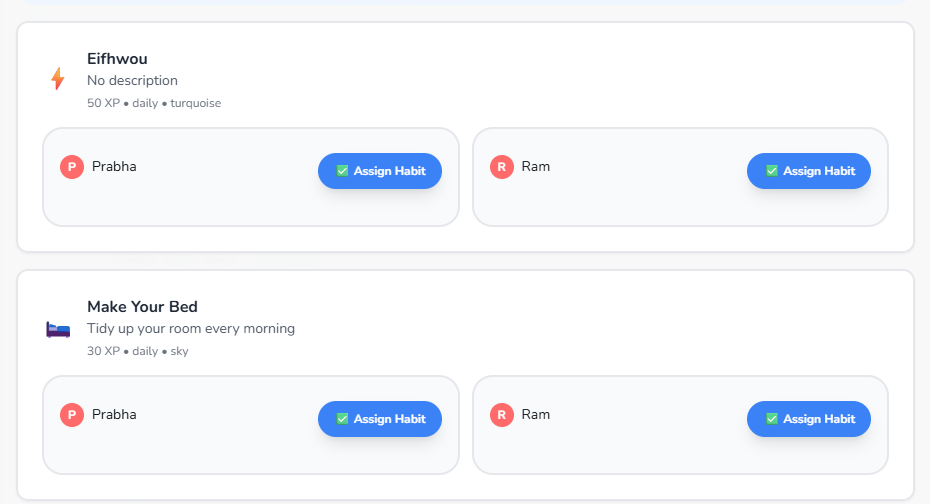 Eifhwou
No description
50 XP • daily • turquoise
P Prabha ✅ Assign Habit
R Ram ✅ Assign Habit
Make Your Bed
Tidy up your room every morning
30 XP • daily • sky
P Prabha ✅ Assign Habit
R Ram ✅ Assign Habit